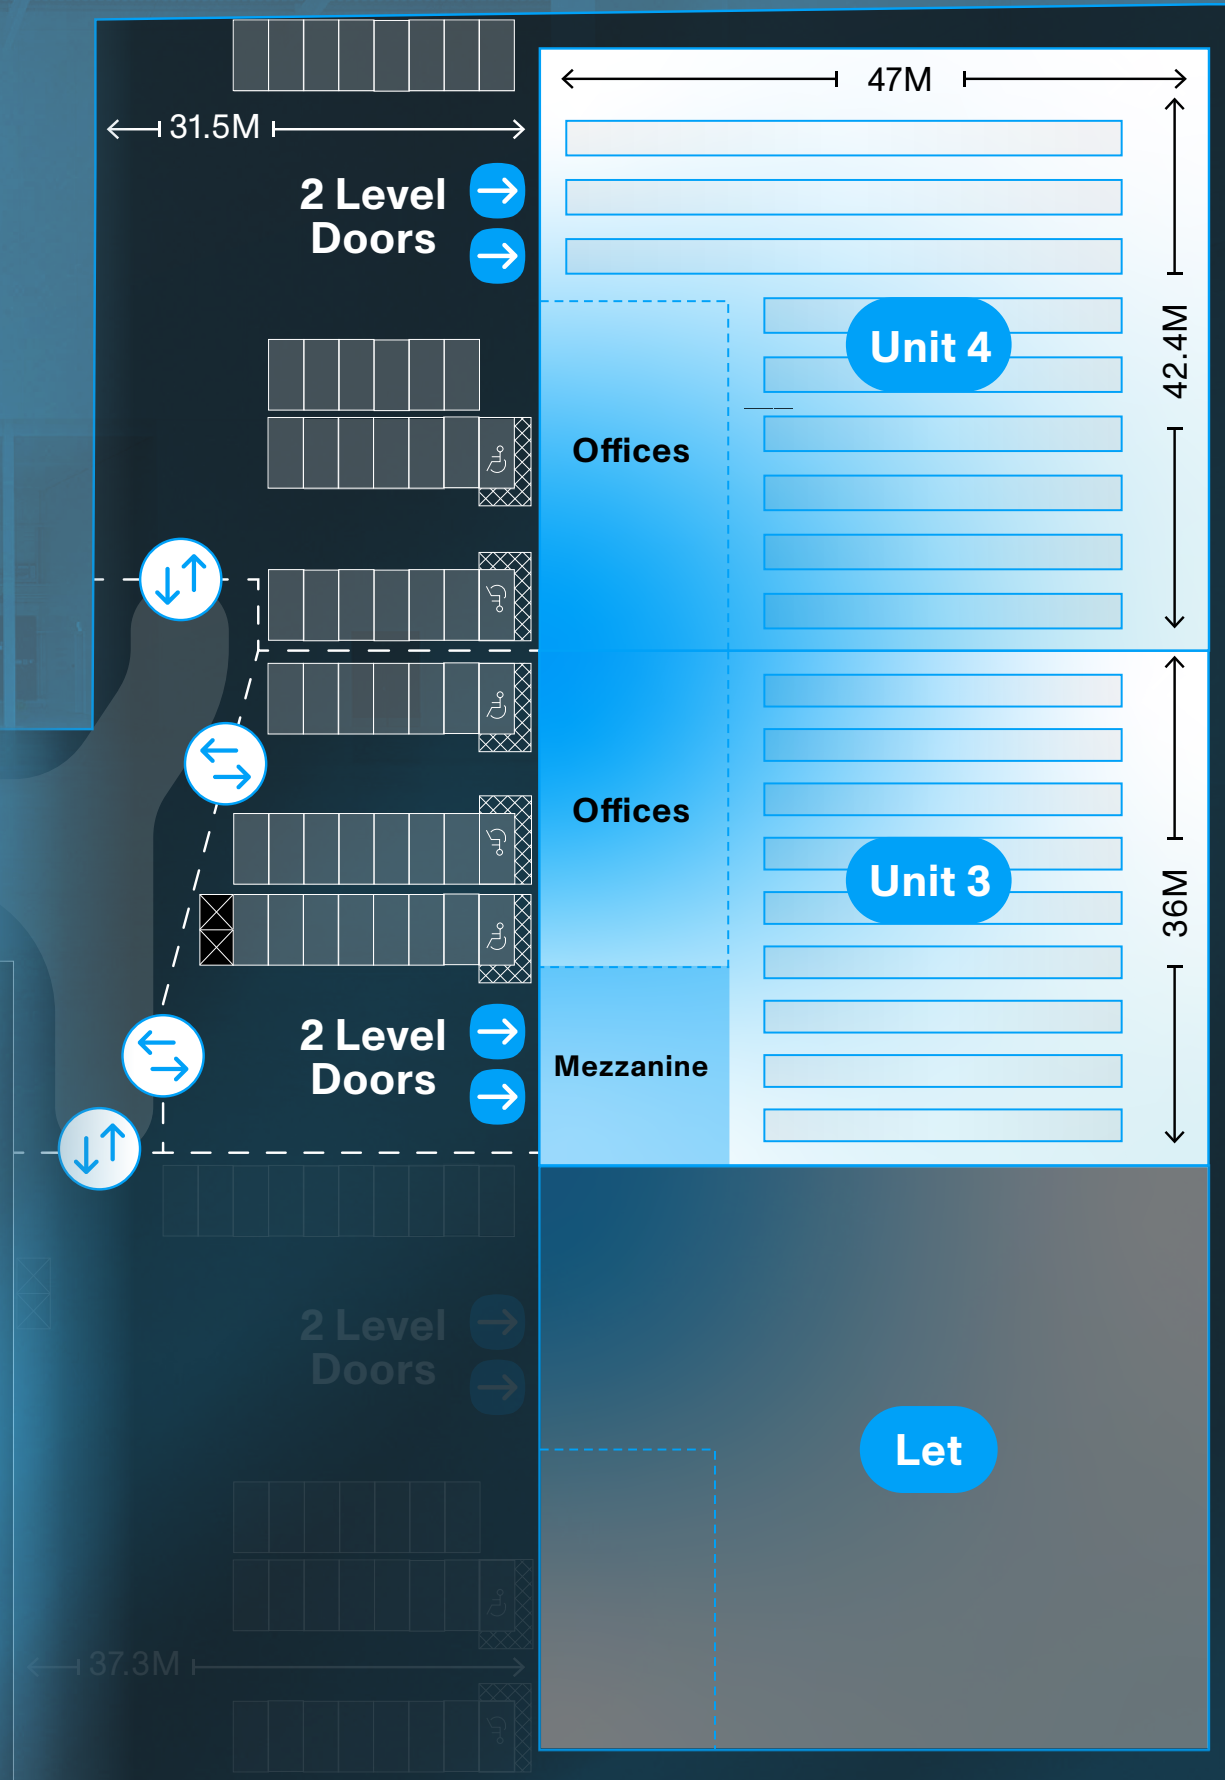 47M
31.5M
2 Level
Doors
Unit 4
42.4M
Offices
Offices
Unit 3
36M
2 Level
Doors
Mezzanine
2 Level
Doors
Let
37.3M